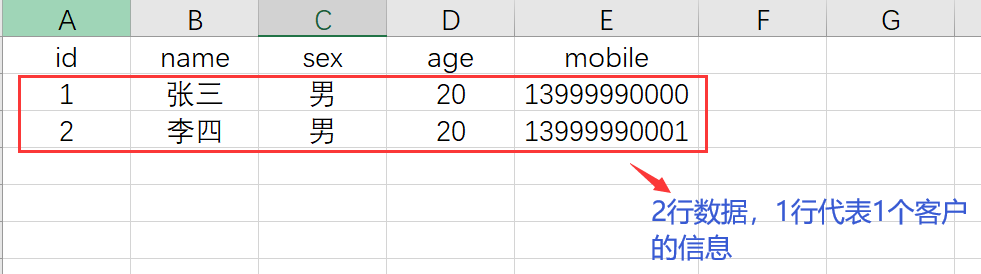 A B C D E F G
id name sex age mobile
1 张三 男 20 13999990000
2 李四 男 20 13999990001
2行数据，1行代表1个客户
的信息